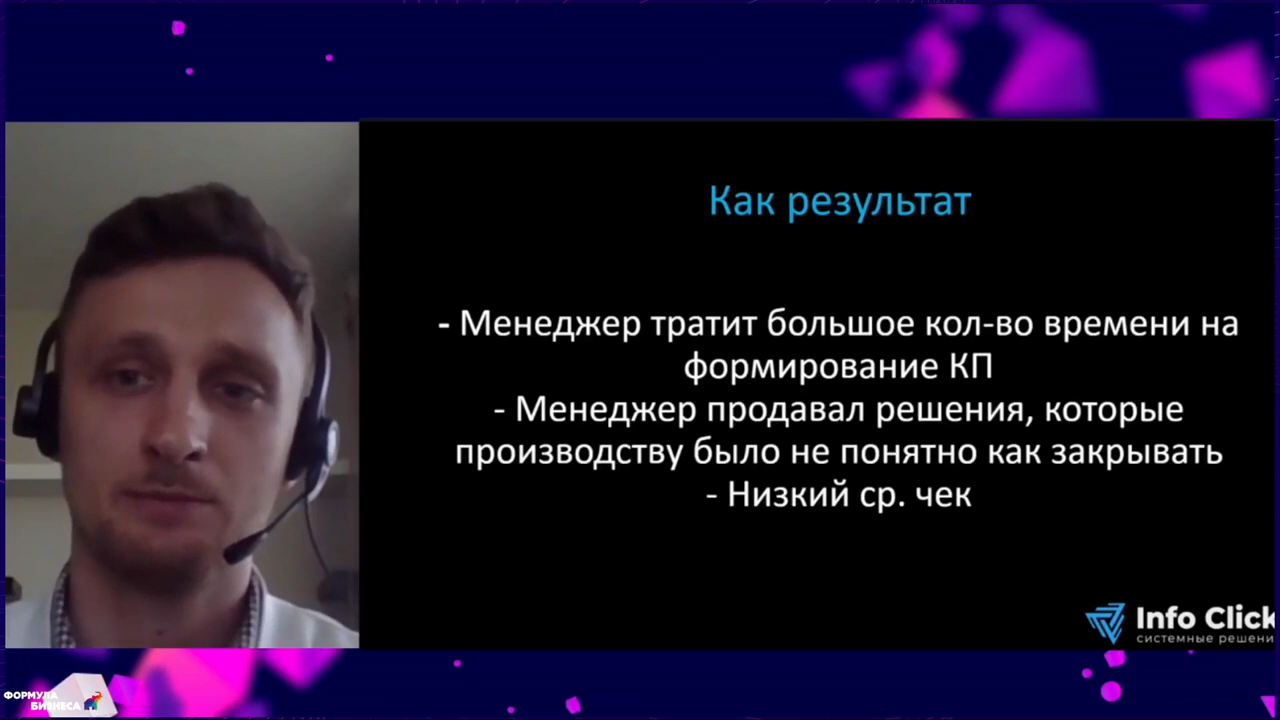 Как результат
- Менеджер тратит большое кол-во времени на
формирование КП
- Менеджер продавал решения, которые
производству было не понятно как закрывать
- Низкий ср. чек
Info Click
системные решени
ФОРМУЛА
БИЗНЕСА